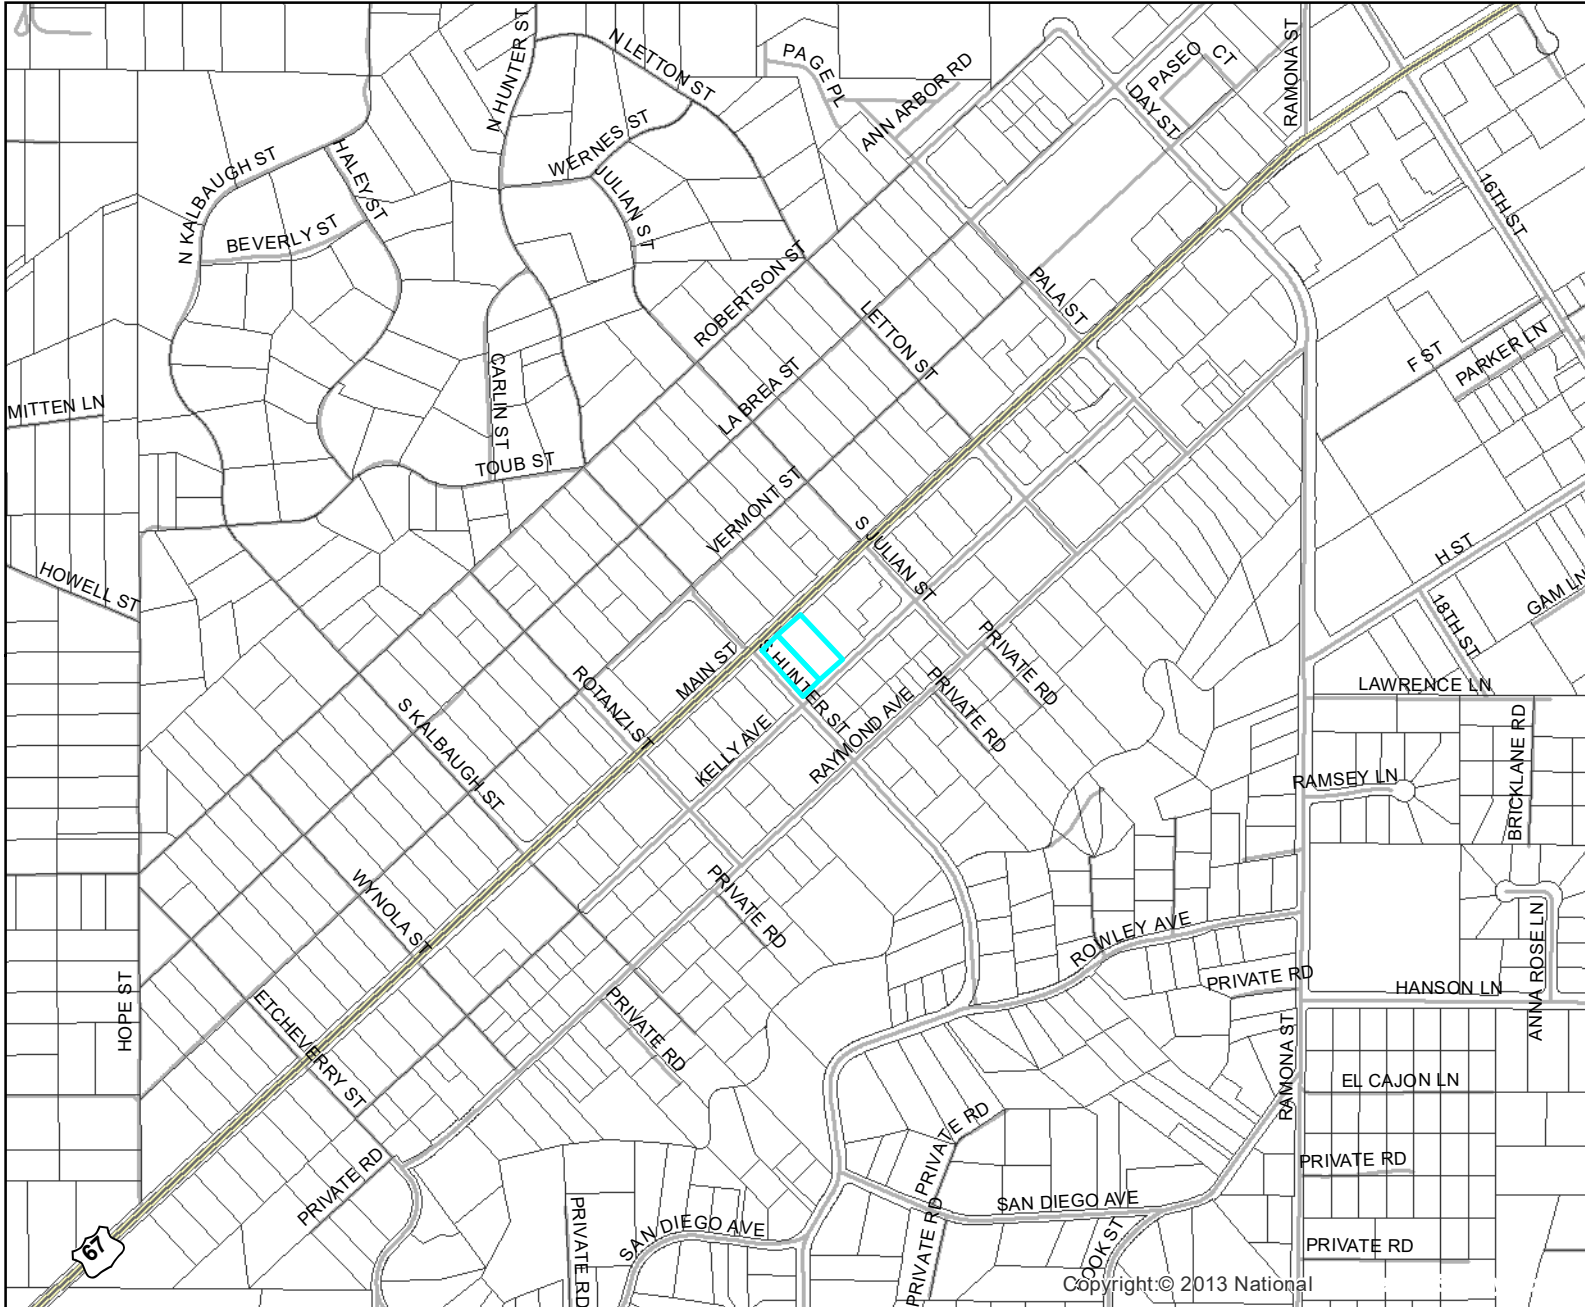 N HUNTER ST
N LETTON ST
PAGE PL
ANN ARBOR RD
PASEO CT
DAY ST
RAMONA ST
N KALBAUGH ST
HALEY ST
WERNES ST
JULIAN ST
16TH ST
BEVERLY ST
ROBERTSON ST
PALA ST
LETTON ST
F ST
PARKER LN
MITTEN LN
CARLIN ST
LA BREA ST
TOUB ST
VERMONT ST
S JULIAN ST
H ST
HOWELL ST
18TH ST
GAM LN
MAIN ST
S HUNTER ST
PRIVATE RD
PRIVATE RD
LAWRENCE LN
ROTANZI ST
S KALBAUGH ST
KELLY AVE
RAYMOND AVE
BRICKLANE RD
RAMSEY LN
WYNOLA ST
PRIVATE RD
ROWLEY AVE
ANNA ROSE LN
PRIVATE RD
HANSON LN
HOPE ST
ETCHEVERRY ST
PRIVATE RD
RAMONA ST
EL CAJON LN
PRIVATE RD
PRIVATE RD
PRIVATE RD
SAN DIEGO AVE
PRIVATE RD
SAN DIEGO AVE
PRIVATE RD
PRIVATE RD
67
Copyright:© 2013 National